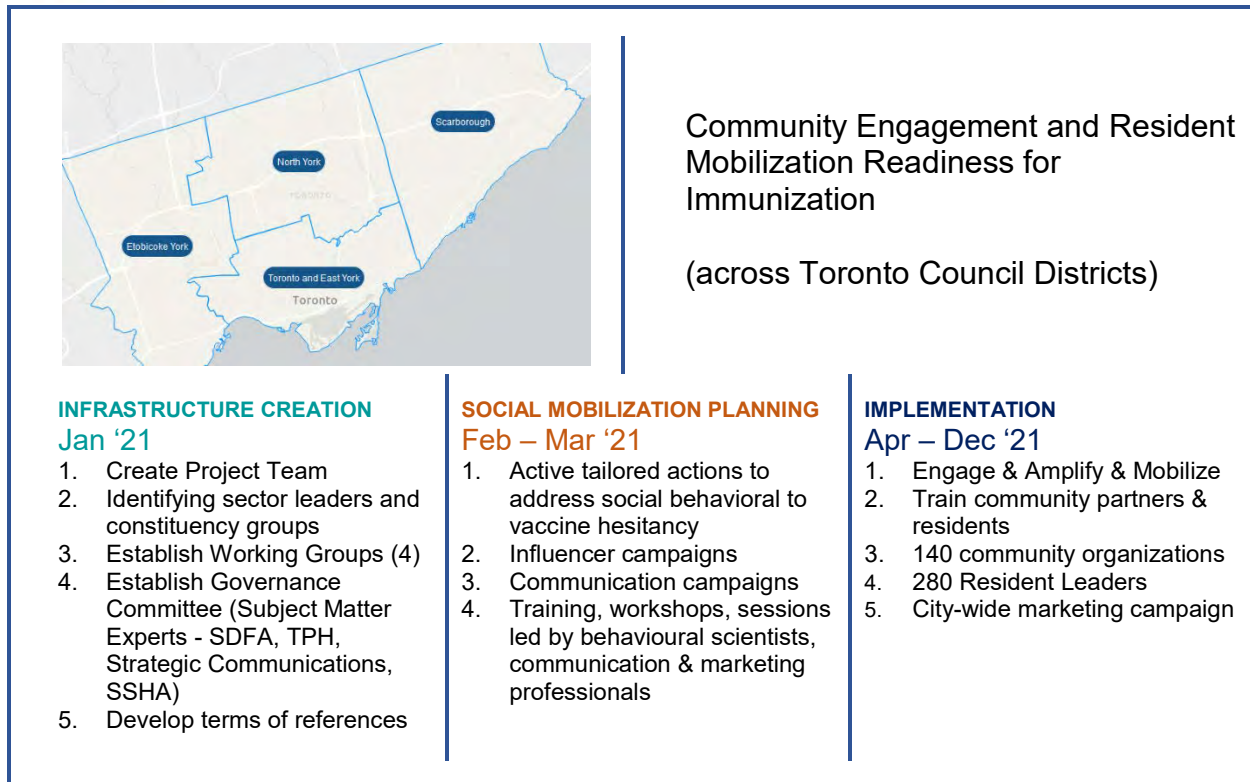 Scarborough
North York
TORONTO
Etobicoke York
Toronto and East York
Toronto
Community Engagement and Resident
Mobilization Readiness for
Immunization
(across Toronto Council Districts)
INFRASTRUCTURE CREATION
Jan ‘21
1. Create Project Team
2. Identifying sector leaders and
constituency groups
3. Establish Working Groups (4)
4. Establish Governance
Committee (Subject Matter
Experts - SDFA, TPH,
Strategic Communications,
SSHA)
5. Develop terms of references
SOCIAL MOBILIZATION PLANNING
Feb – Mar ‘21
1. Active tailored actions to
address social behavioral to
vaccine hesitancy
2. Influencer campaigns
3. Communication campaigns
4. Training, workshops, sessions
led by behavioural scientists,
communication & marketing
professionals
IMPLEMENTATION
Apr – Dec ‘21
1. Engage & Amplify & Mobilize
2. Train community partners &
residents
3. 140 community organizations
4. 280 Resident Leaders
5. City-wide marketing campaign